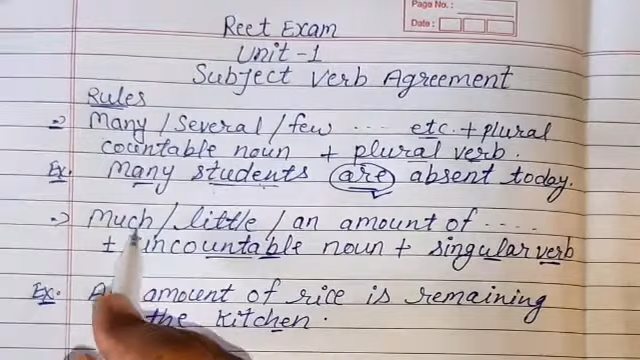 Page No.:
Date:
Reet Exam
Unit -1
Subject Verb Agreement
Rules
=> Many / Several / few ... etc. + plural
countable noun + plural verb.
Ex. Many students are absent today.
=> Much / little / an amount of ....
+ uncountable noun + singular verb
Ex. amount of rice is remaining
the kitchen.